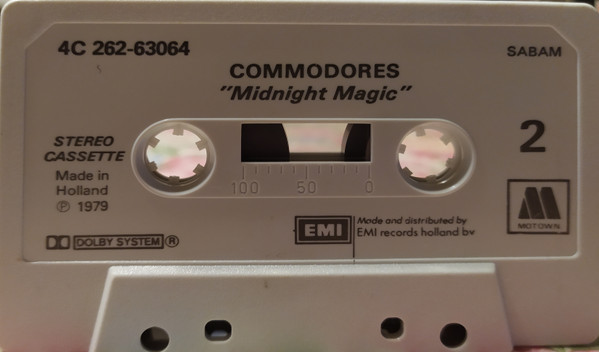 4C 262-63064
SABAM
COMMODORES
"Midnight Magic"
2
STEREO
CASSETTE
Made in
Holland
℗ 1979
100 50 0
DOLBY SYSTEM ®
EMI
Made and distributed by
EMI records holland bv
MOTOWN